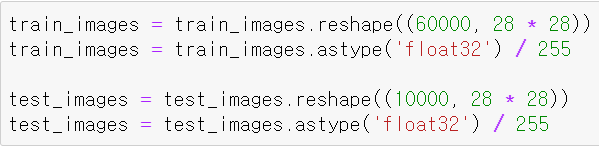 train_images = train_images.reshape((60000, 28 * 28))
train_images = train_images.astype('float32') / 255
test_images = test_images.reshape((10000, 28 * 28))
test_images = test_images.astype('float32') / 255